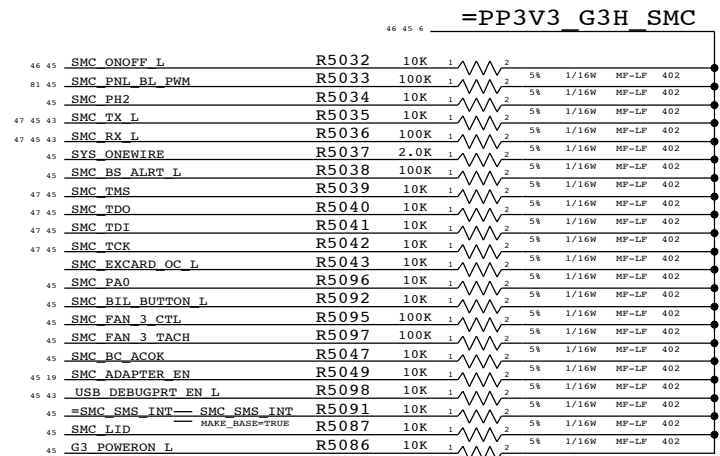 =PP3V3_G3H_SMC
46 45 6
46 45 SMC_ONOFF_L R5032 10K 1 2 5% 1/16W MF-LF 402
81 45 SMC_PNL_BL_PWM R5033 100K 1 2 5% 1/16W MF-LF 402
45 SMC_PH2 R5034 10K 1 2 5% 1/16W MF-LF 402
47 45 43 SMC_TX_L R5035 10K 1 2 5% 1/16W MF-LF 402
47 45 43 SMC_RX_L R5036 100K 1 2 5% 1/16W MF-LF 402
45 SYS_ONEWIRE R5037 2.0K 1 2 5% 1/16W MF-LF 402
45 SMC_BS_ALRT_L R5038 100K 1 2 5% 1/16W MF-LF 402
47 45 SMC_TMS R5039 10K 1 2 5% 1/16W MF-LF 402
47 45 SMC_TDO R5040 10K 1 2 5% 1/16W MF-LF 402
47 45 SMC_TDI R5041 10K 1 2 5% 1/16W MF-LF 402
47 45 SMC_TCK R5042 10K 1 2 5% 1/16W MF-LF 402
SMC_EXCARD_OC_L R5043 10K 1 2 5% 1/16W MF-LF 402
45 SMC_PA0 R5096 10K 1 2 5% 1/16W MF-LF 402
45 SMC_BIL_BUTTON_L R5092 10K 1 2 5% 1/16W MF-LF 402
45 SMC_FAN_3_CTL R5095 100K 1 2 5% 1/16W MF-LF 402
45 SMC_FAN_3_TACH R5097 100K 1 2 5% 1/16W MF-LF 402
45 SMC_BC_ACOK R5047 10K 1 2 5% 1/16W MF-LF 402
45 19 SMC_ADAPTER_EN R5049 10K 1 2 5% 1/16W MF-LF 402
45 43 USB_DEBUGPRT_EN_L R5098 10K 1 2 5% 1/16W MF-LF 402
45 =SMC_SMS_INT SMC_SMS_INT R5091 10K 1 2 5% 1/16W MF-LF 402
MAKE_BASE=TRUE
45 SMC_LID R5087 10K 1 2 5% 1/16W MF-LF 402
45 G3_POWERON_L R5086 10K 1 2 5% 1/16W MF-LF 402